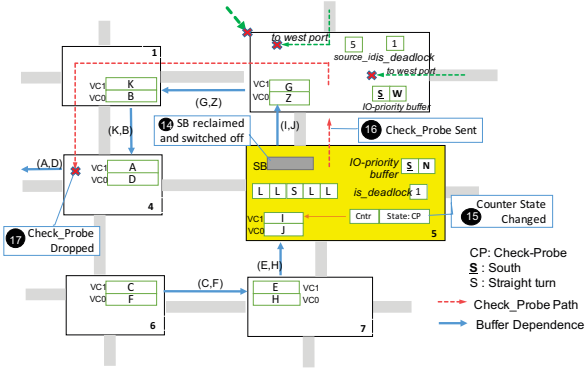 1
VC1
VC0
K
B
(K,B)
(G,Z)
to west port
5
1
source_id
is_deadlock
to west port
S W
IO-priority buffer
VC1
VC0
G
Z
14 SB reclaimed
and switched off
(I,J)
16 Check_Probe Sent
(A,D)
VC1
VC0
A
D
4
17 Check_Probe
Dropped
SB
IO-priority
buffer
S N
L L S L L
is_deadlock
1
VC1
VC0
I
J
Cntr
State: CP
5
15 Counter State
Changed
(E,H)
C
F
6
(C,F)
E
H
VC1
VC0
7
CP: Check-Probe
S : South
S : Straight turn
Check_Probe Path
Buffer Dependence